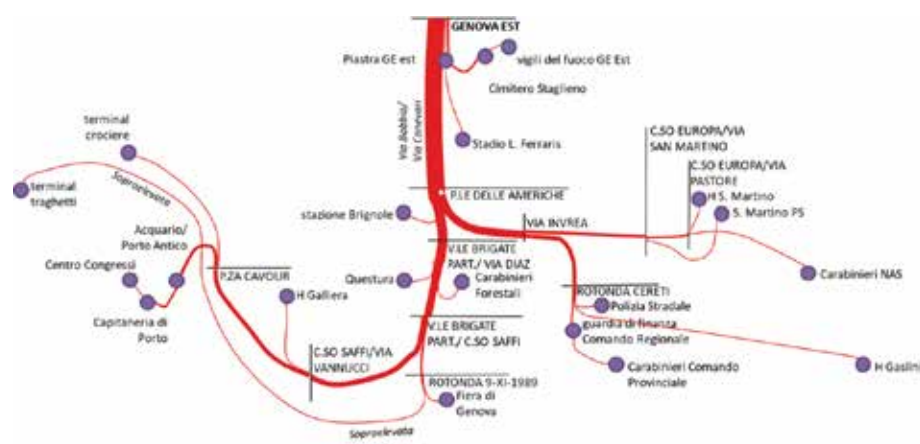 GENOVA EST
Piastra GE est
vigili del fuoco GE Est
Cimitero Staglieno
Via Bobbio/
Via Canevari
Stadio L. Ferraris
terminal
crociere
C.SO EUROPA/VIA
SAN MARTINO
C.SO EUROPA/VIA
PASTORE
H S. Martino
S. Martino PS
terminal
traghetti
Sopraelevata
P.LE DELLE AMERICHE
stazione Brignole
VIA INVREA
Acquario/
Porto Antico
Centro Congressi
P.ZA CAVOUR
Questura
V.LE BRIGATE
PART./ VIA DIAZ
Carabinieri
Forestali
Carabinieri NAS
H Galliera
ROTONDA CERETI
Polizia Stradale
Capitaneria di
Porto
V.LE BRIGATE
PART./ C.SO SAFFI
guardia di finanza
Comando Regionale
C.SO SAFFI/VIA
VANNUCCI
H Gaslini
Carabinieri Comando
Provinciale
ROTONDA 9-XI-1989
Fiera di
Genova
Sopraelevata